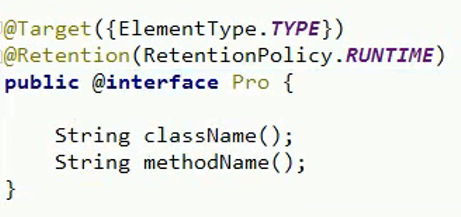 @Target({ElementType.TYPE})
@Retention(RetentionPolicy.RUNTIME)
public @interface Pro {
String className();
String methodName();
}